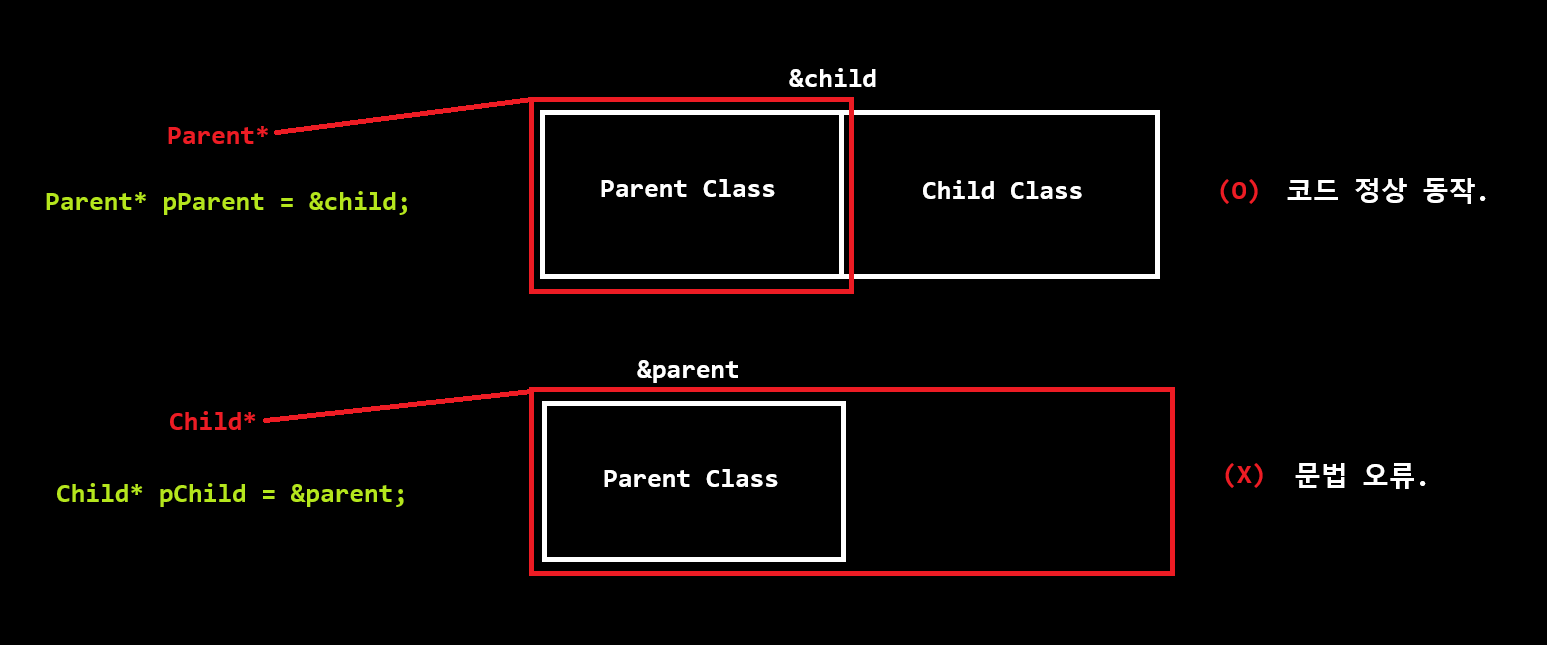 &child
Parent*
Parent Class
Child Class
Parent* pParent = &child;
(O) 코드 정상 동작.
&parent
Child*
Parent Class
Child* pChild = &parent;
(X) 문법 오류.